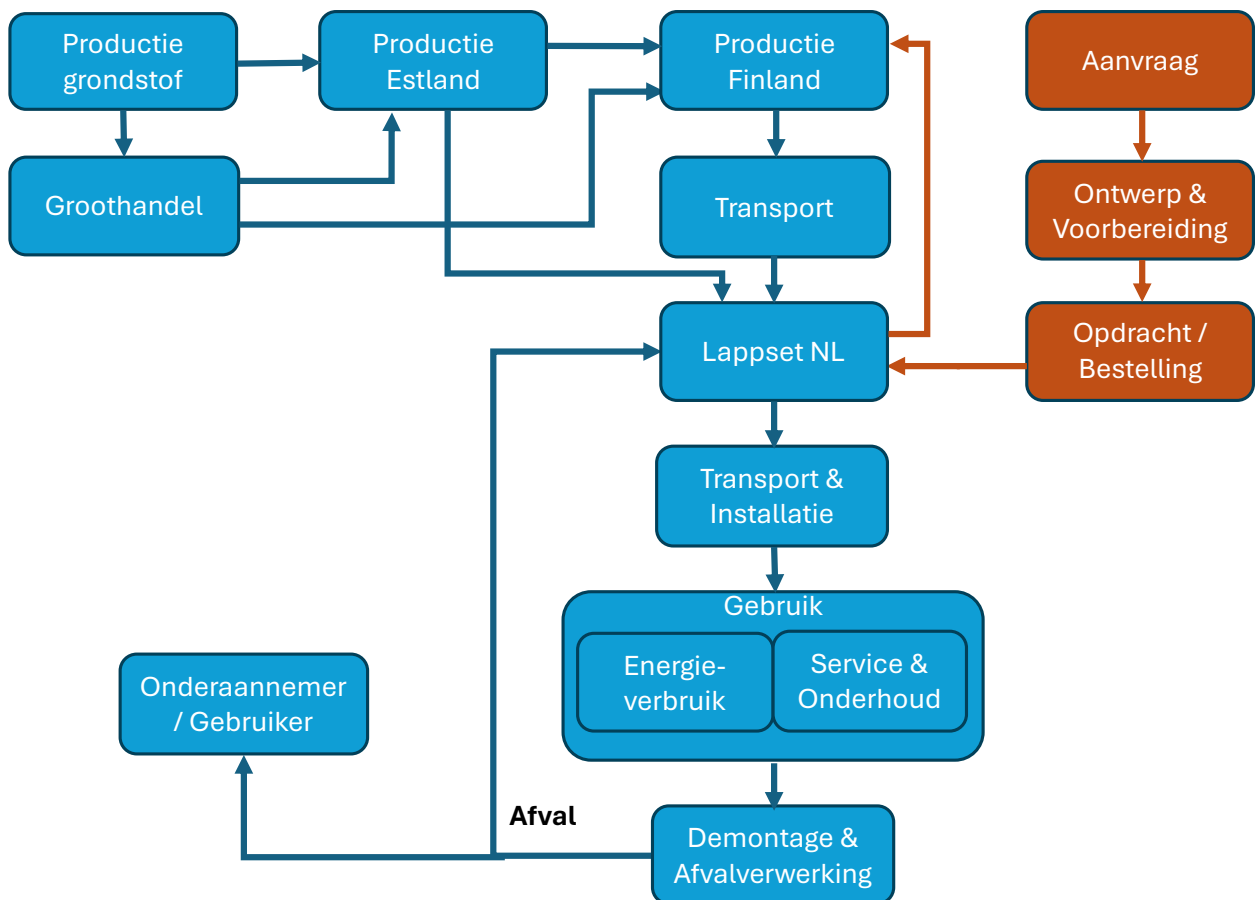 Productie
grondstof
Productie
Estland
Productie
Finland
Aanvraag
Groothandel
Transport
Ontwerp &
Voorbereiding
Lappset NL
Opdracht /
Bestelling
Transport &
Installatie
Gebruik
Energie-
verbruik
Service &
Onderhoud
Onderaannemer
/ Gebruiker
Afval
Demontage &
Afvalverwerking